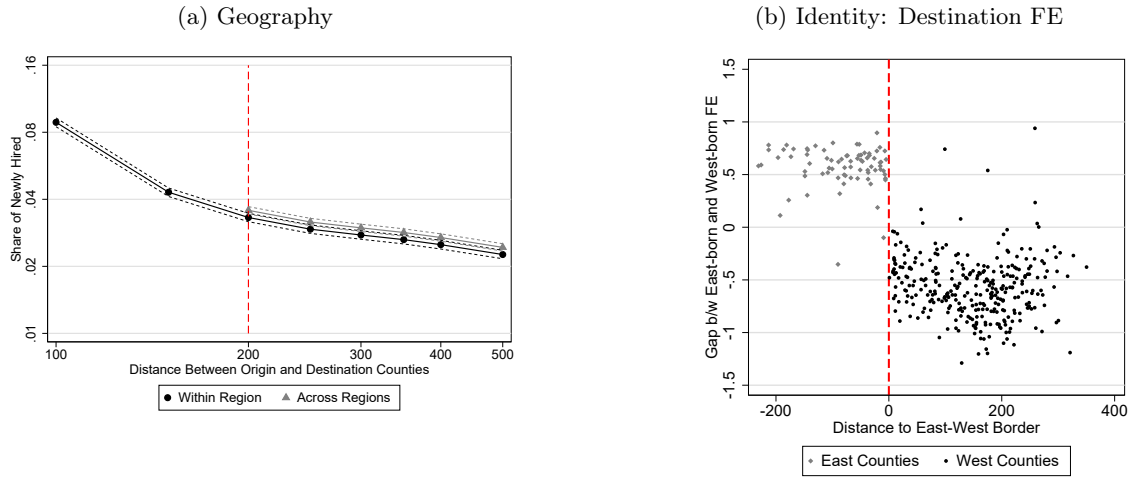 (a) Geography
.16
.08
.04
.02
.01
Share of Newly Hired
100
200
300
400
500
Distance Between Origin and Destination Counties
Within Region
Across Regions
(b) Identity: Destination FE
1.5
1
.5
0
-.5
-1
-1.5
Gap b/w East-born and West-born FE
-200
0
200
400
Distance to East-West Border
East Counties
West Counties